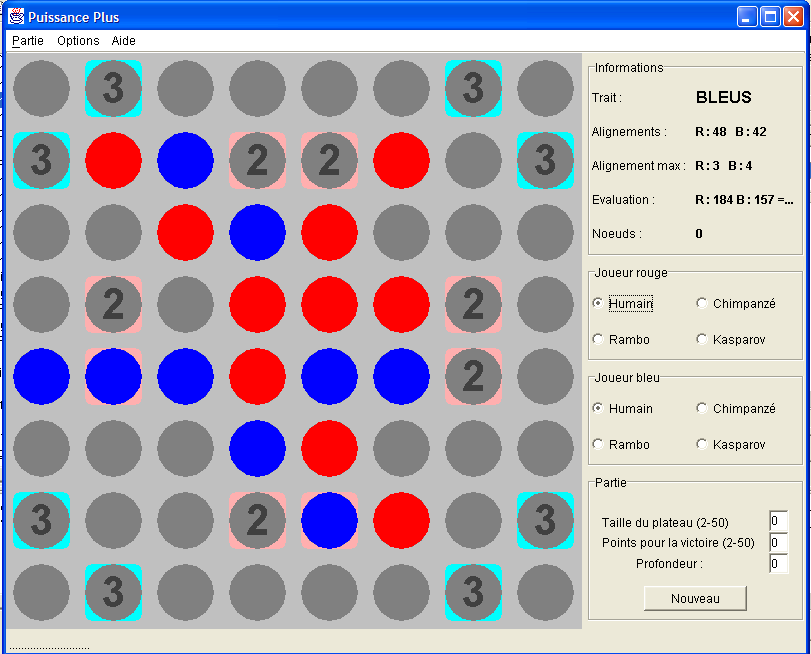 Puissance Plus
Partie Options Aide
3 3
3 2 2 3
2 2
2
3 2 3
3 3
Informations
Trait : BLEUS
Alignements : R : 48 B : 42
Alignement max : R : 3 B : 4
Evaluation : R : 184 B : 157 =...
Noeuds : 0
Joueur rouge
Humain Chimpanzé
Rambo Kasparov
Joueur bleu
Humain Chimpanzé
Rambo Kasparov
Partie
Taille du plateau (2-50) 0
Points pour la victoire (2-50) 0
Profondeur : 0
Nouveau
...........................